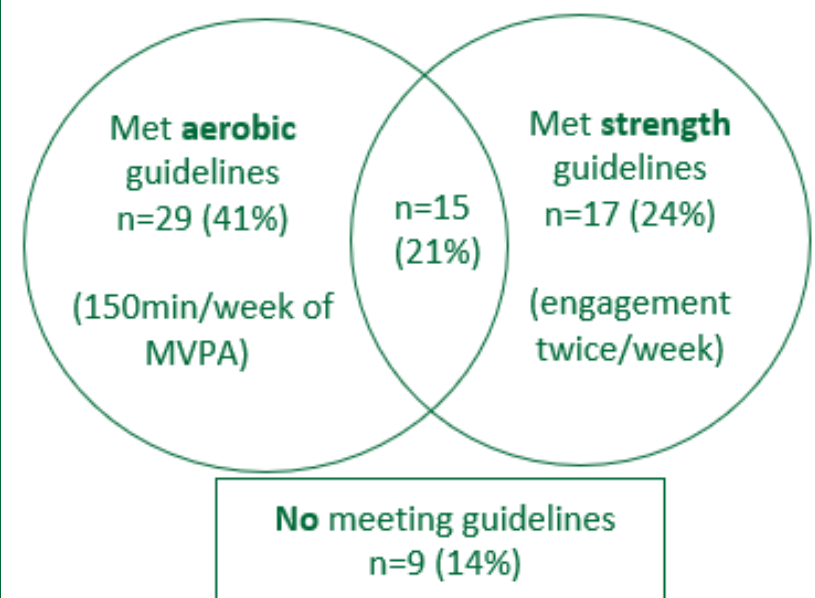 Met aerobic
guidelines
n=29 (41%)
(150min/week of
MVPA)
n=15
(21%)
Met strength
guidelines
n=17 (24%)
(engagement
twice/week)
No meeting guidelines
n=9 (14%)